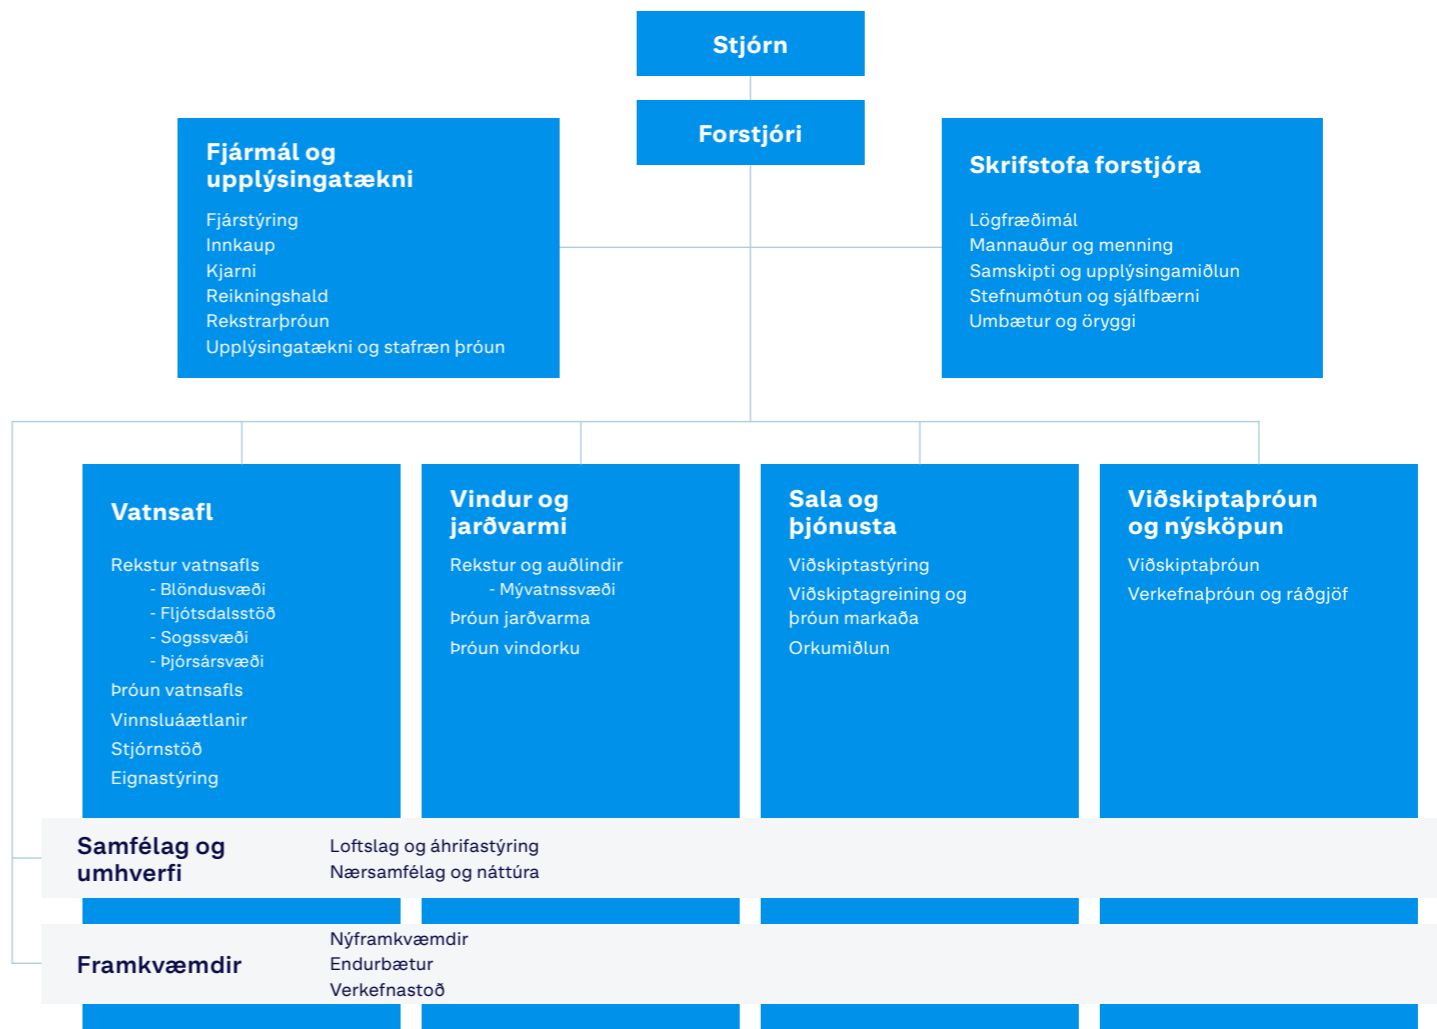 Stjórn
Forstjóri
Fjármál og
upplýsingatækni
Fjárstýring
Innkaup
Kjarni
Reikningshald
Rekstrarþróun
Upplýsingatækni og stafræn þróun
Skrifstofa forstjóra
Lögfræðimál
Mannauður og menning
Samskipti og upplýsingamiðlun
Stefnumótun og sjálfbærni
Umbætur og öryggi
Vatnsafl
Rekstur vatnsafls
- Blöndusvæði
- Fljótsdalsstöð
- Sogssvæði
- Þjórsársvæði
Þróun vatnsafls
Vinnsluáætlanir
Stjórnstöð
Eignastýring
Vindur og
jarðvarmi
Rekstur og auðlindir
- Mývatnssvæði
Þróun jarðvarma
Þróun vindorku
Sala og
þjónusta
Viðskiptastýring
Viðskiptagreining og
þróun markaða
Orkumiðlun
Viðskiptaþróun
og nýsköpun
Viðskiptaþróun
Verkefnaþróun og ráðgjöf
Samfélag og
umhverfi
Loftslag og áhrifastýring
Nærsamfélag og náttúra
Framkvæmdir
Nýframkvæmdir
Endurbætur
Verkefnastoð